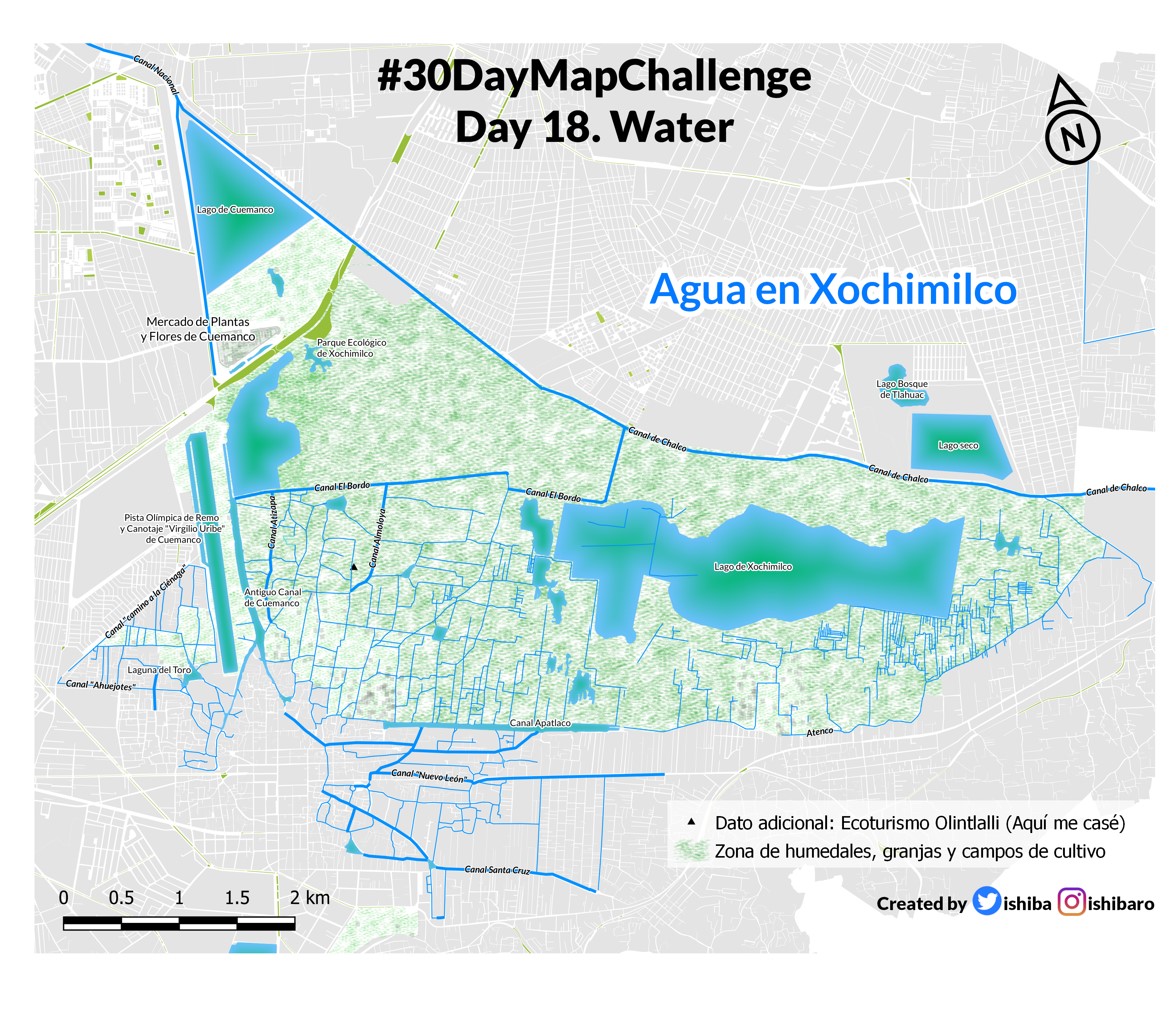 #30DayMapChallenge
Day 18. Water
N
Canal Nacional
Lago de Cuemanco
Agua en Xochimilco
Mercado de Plantas
y Flores de Cuemanco
Parque Ecológico
de Xochimilco
Lago Bosque
de Tlahuac
Lago seco
Canal de Chalco
Canal de Chalco
Canal de Chalco
Canal El Bordo
Canal El Bordo
Canal Atizapa
Canal Almoloya
Pista Olímpica de Remo
y Canotaje "Virgilio Uribe"
de Cuemanco
Lago de Xochimilco
Antiguo Canal
de Cuemanco
Canal "camino a la Ciénaga"
Laguna del Toro
Canal "Ahuejotes"
Canal Apatlaco
Atenco
Canal "Nuevo León"
Canal Santa Cruz
Dato adicional: Ecoturismo Olintlalli (Aquí me casé)
Zona de humedales, granjas y campos de cultivo
0 0.5 1 1.5 2 km
Created by ishiba ishibaro